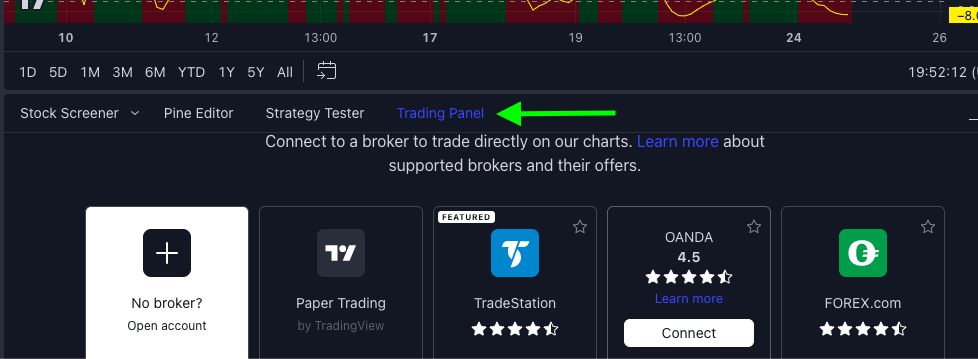 −8.0
10 12 13:00 17 19 13:00 24 26
1D 5D 1M 3M 6M YTD 1Y 5Y All 19:52:12
Stock Screener Pine Editor Strategy Tester Trading Panel
Connect to a broker to trade directly on our charts. Learn more about
supported brokers and their offers.
No broker?
Open account
Paper Trading
by TradingView
FEATURED
TradeStation
OANDA
4.5
Learn more
Connect
FOREX.com